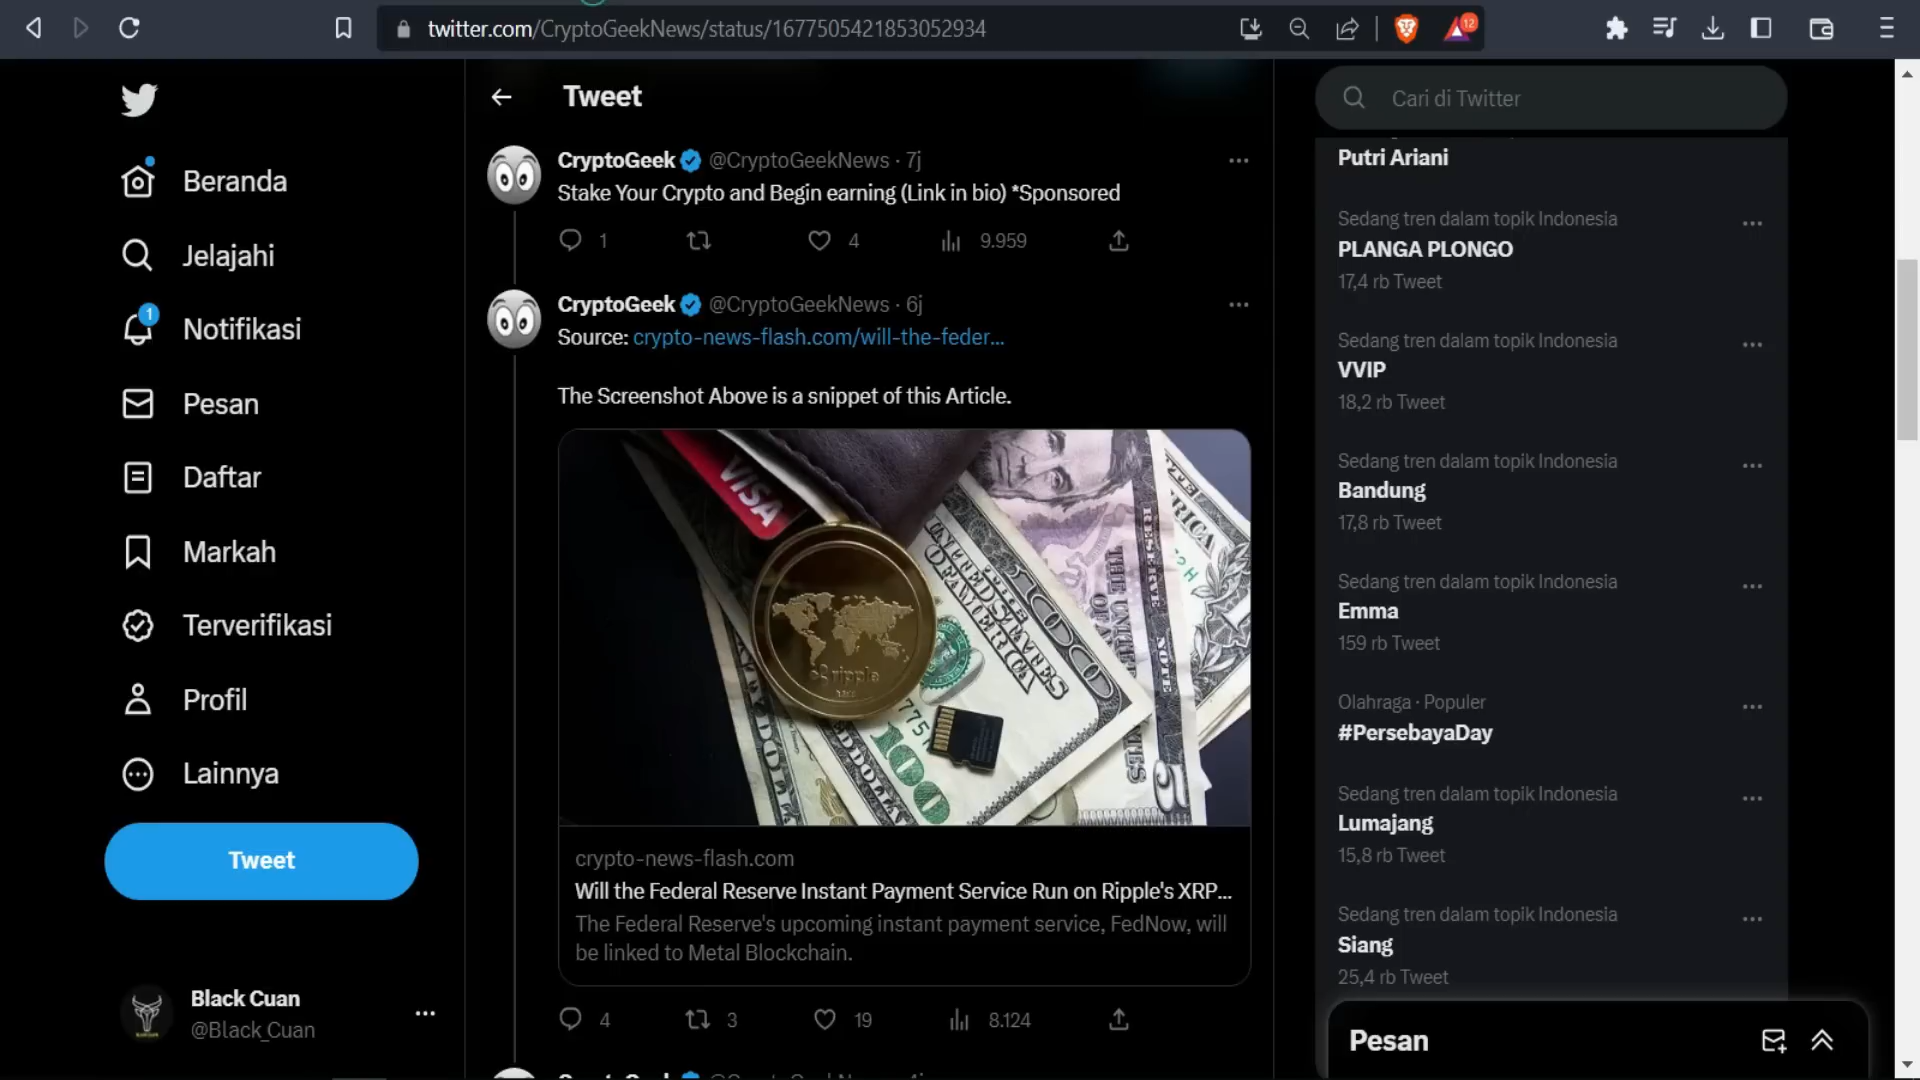 twitter.com/CryptoGeekNews/status/1677505421853052934
12
Beranda
Jelajahi
1
Notifikasi
Pesan
Daftar
Markah
Terverifikasi
Profil
Lainnya
Tweet
Black Cuan
@Black_Cuan
Tweet
CryptoGeek @CryptoGeekNews · 7j
Stake Your Crypto and Begin earning (Link in bio) *Sponsored
1 4 9.959
CryptoGeek @CryptoGeekNews · 6j
Source: crypto-news-flash.com/will-the-feder...
The Screenshot Above is a snippet of this Article.
VISA
ripple
100
crypto-news-flash.com
Will the Federal Reserve Instant Payment Service Run on Ripple's XRP...
The Federal Reserve's upcoming instant payment service, FedNow, will
be linked to Metal Blockchain.
4 3 19 8.124
Cari di Twitter
Putri Ariani
Sedang tren dalam topik Indonesia
PLANGA PLONGO
17,4 rb Tweet
Sedang tren dalam topik Indonesia
VVIP
18,2 rb Tweet
Sedang tren dalam topik Indonesia
Bandung
17,8 rb Tweet
Sedang tren dalam topik Indonesia
Emma
159 rb Tweet
Olahraga · Populer
#PersebayaDay
Sedang tren dalam topik Indonesia
Lumajang
15,8 rb Tweet
Sedang tren dalam topik Indonesia
Siang
25,4 rb Tweet
Pesan